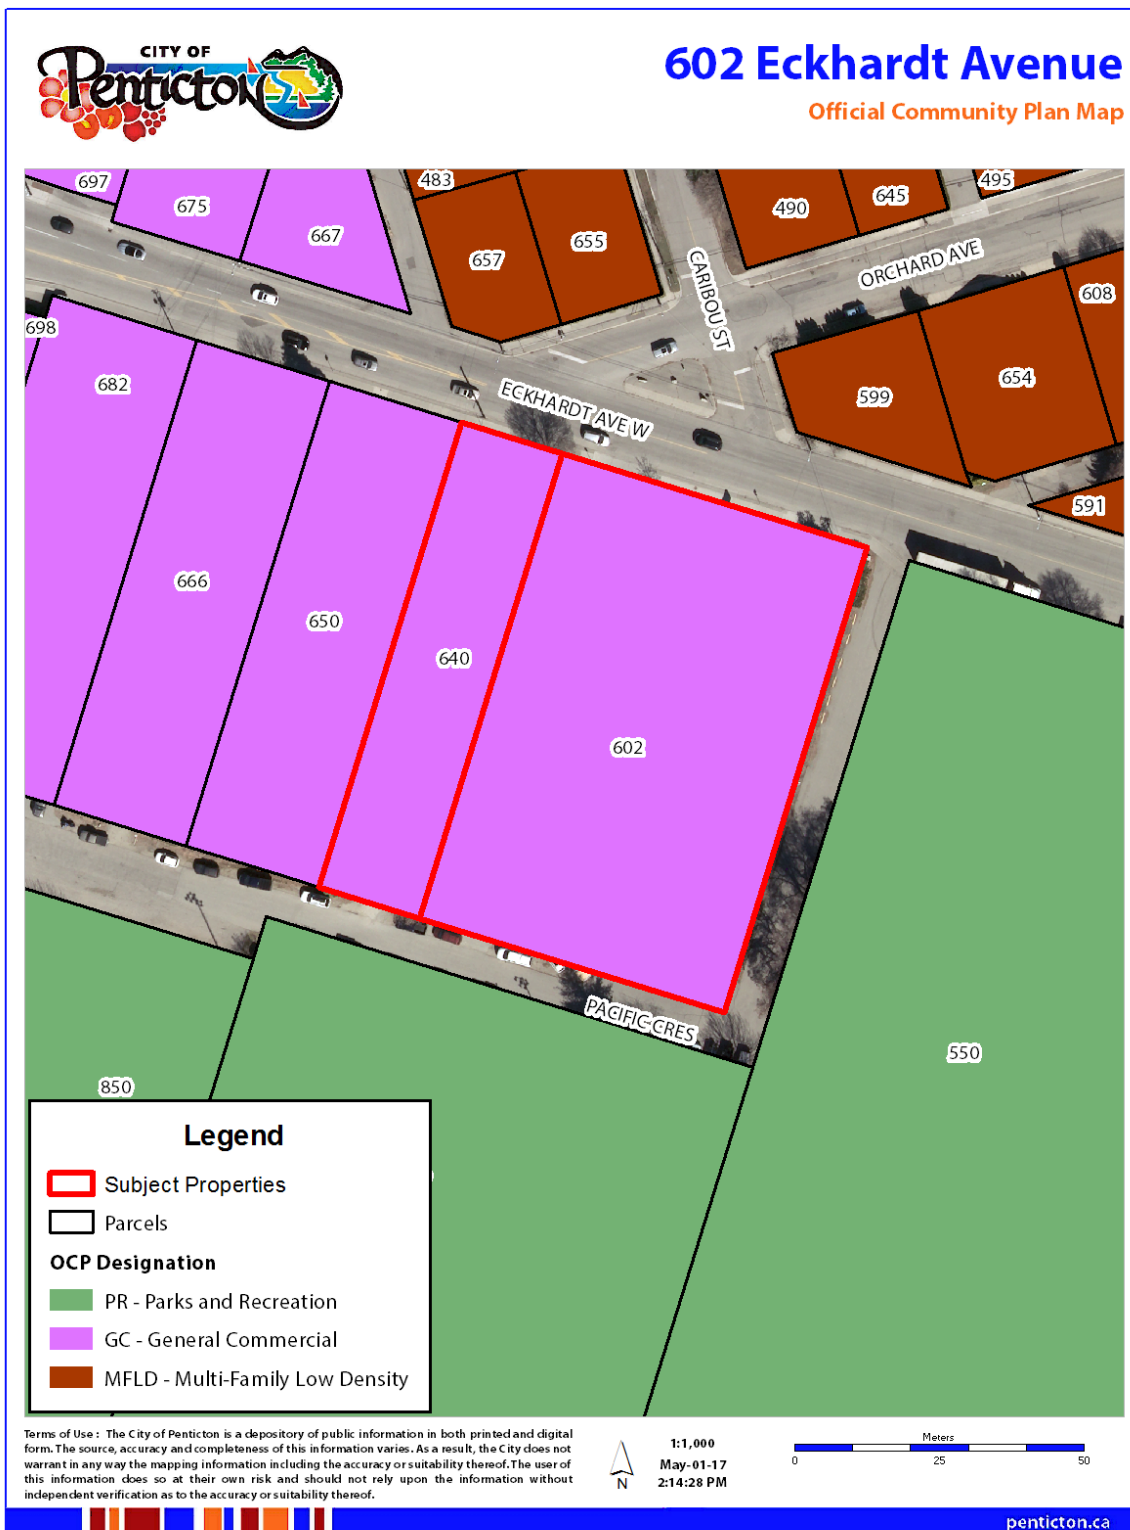 CITY OF
Penticton
602 Eckhardt Avenue
Official Community Plan Map
697
675
667
483
657
655
490
645
495
CARIBOU ST
ORCHARD AVE
608
698
682
ECKHARDT AVE W
599
654
591
666
650
640
602
PACIFIC CRES
550
850
Legend
Subject Properties
Parcels
OCP Designation
PR - Parks and Recreation
GC - General Commercial
MFLD - Multi-Family Low Density
Terms of Use : The City of Penticton is a depository of public information in both printed and digital
form. The source, accuracy and completeness of this information varies. As a result, the City does not
warrant in any way the mapping information including the accuracy or suitability thereof. The user of
this information does so at their own risk and should not rely upon the information without
independent verification as to the accuracy or suitability thereof.
N
1:1,000
May-01-17
2:14:28 PM
Meters
0 25 50
penticton.ca